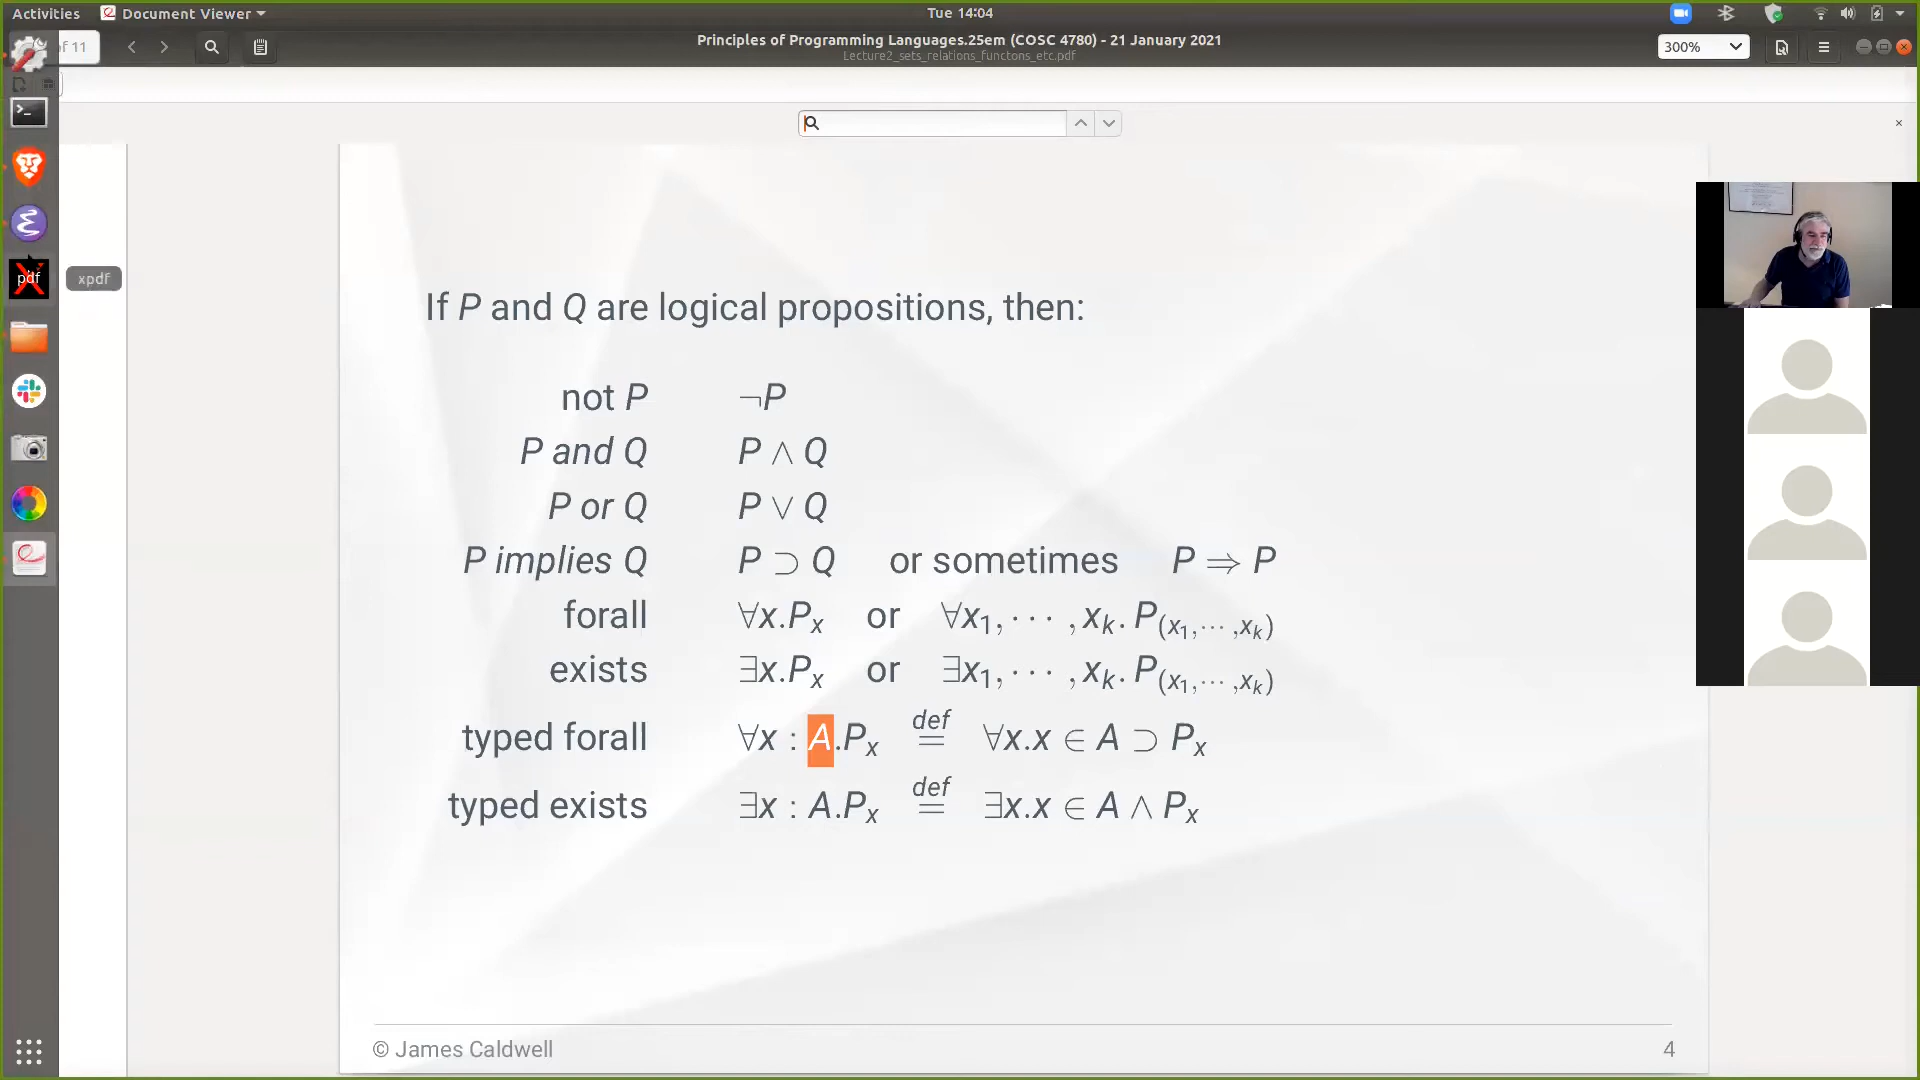 Activities Document Viewer Tue 14:04
of 11 Principles of Programming Languages.25em (COSC 4780) - 21 January 2021 300%
Lecture2_sets_relations_functons_etc.pdf
pdf xpdf
If P and Q are logical propositions, then:
not P ¬P
P and Q P ∧ Q
P or Q P ∨ Q
P implies Q P ⊃ Q or sometimes P ⇒ P
forall ∀x.Pₓ or ∀x₁, ⋯ , xₖ. P₍ₓ₁,⋯ ,ₓₖ₎
exists ∃x.Pₓ or ∃x₁, ⋯ , xₖ. P₍ₓ₁,⋯ ,ₓₖ₎
typed forall ∀x : A.Pₓ def= ∀x.x ∈ A ⊃ Pₓ
typed exists ∃x : A.Pₓ def= ∃x.x ∈ A ∧ Pₓ
© James Caldwell 4